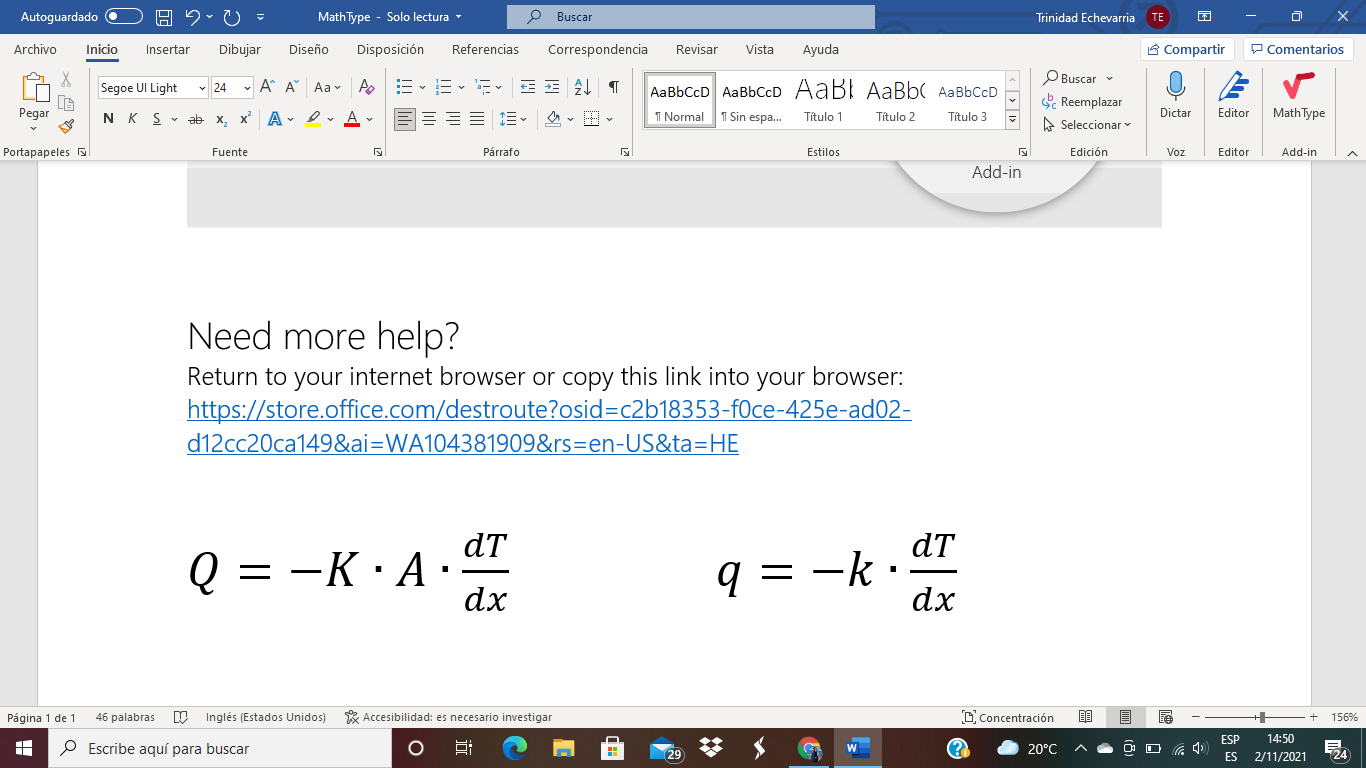 Autoguardado
MathType - Solo lectura
Buscar
Trinidad Echevarria
TE
Archivo Inicio Insertar Dibujar Diseño Disposición Referencias Correspondencia Revisar Vista Ayuda
Compartir
Comentarios
Pegar
Portapapeles
Segoe UI Light 24
A A Aa A
N K S ab x₂ x² A A
Fuente
Párrafo
AaBbCcD AaBbCcD AaBb AaBbC AaBbCcD
¶ Normal ¶ Sin espa... Título 1 Título 2 Título 3
Estilos
Buscar
Reemplazar
Seleccionar
Edición
Dictar
Voz
Editor
Editor
MathType
Add-in
Add-in
Need more help?
Return to your internet browser or copy this link into your browser:
https://store.office.com/destroute?osid=c2b18353-f0ce-425e-ad02-
d12cc20ca149&ai=WA104381909&rs=en-US&ta=HE
Q = −K · A · dT/dx
q = −k · dT/dx
Página 1 de 1 46 palabras Inglés (Estados Unidos) Accesibilidad: es necesario investigar
Concentración
156%
Escribe aquí para buscar
29
20°C
ESP
ES
14:50
2/11/2021
24